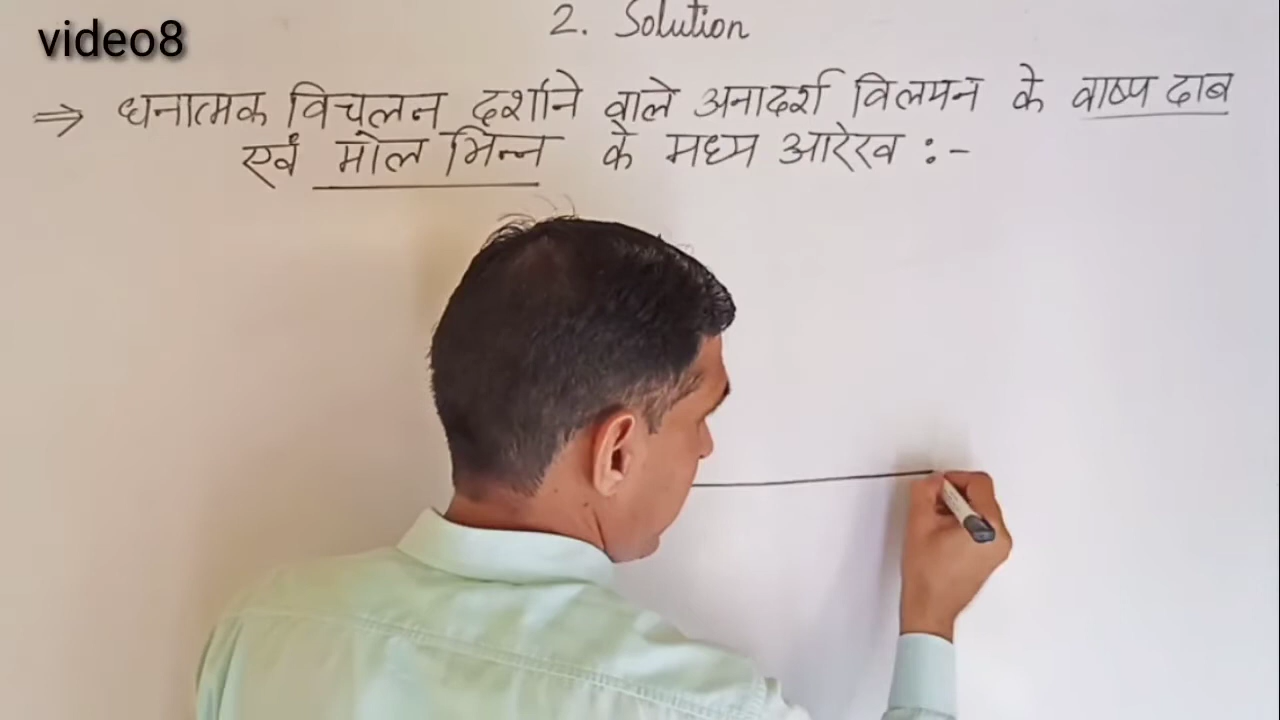 video8
2. Solution
⇒ धनात्मक विचलन दर्शाने वाले अनादर्श विलयन के वाष्प दाब
एवं मोल भिन्न के मध्य आरेख :-